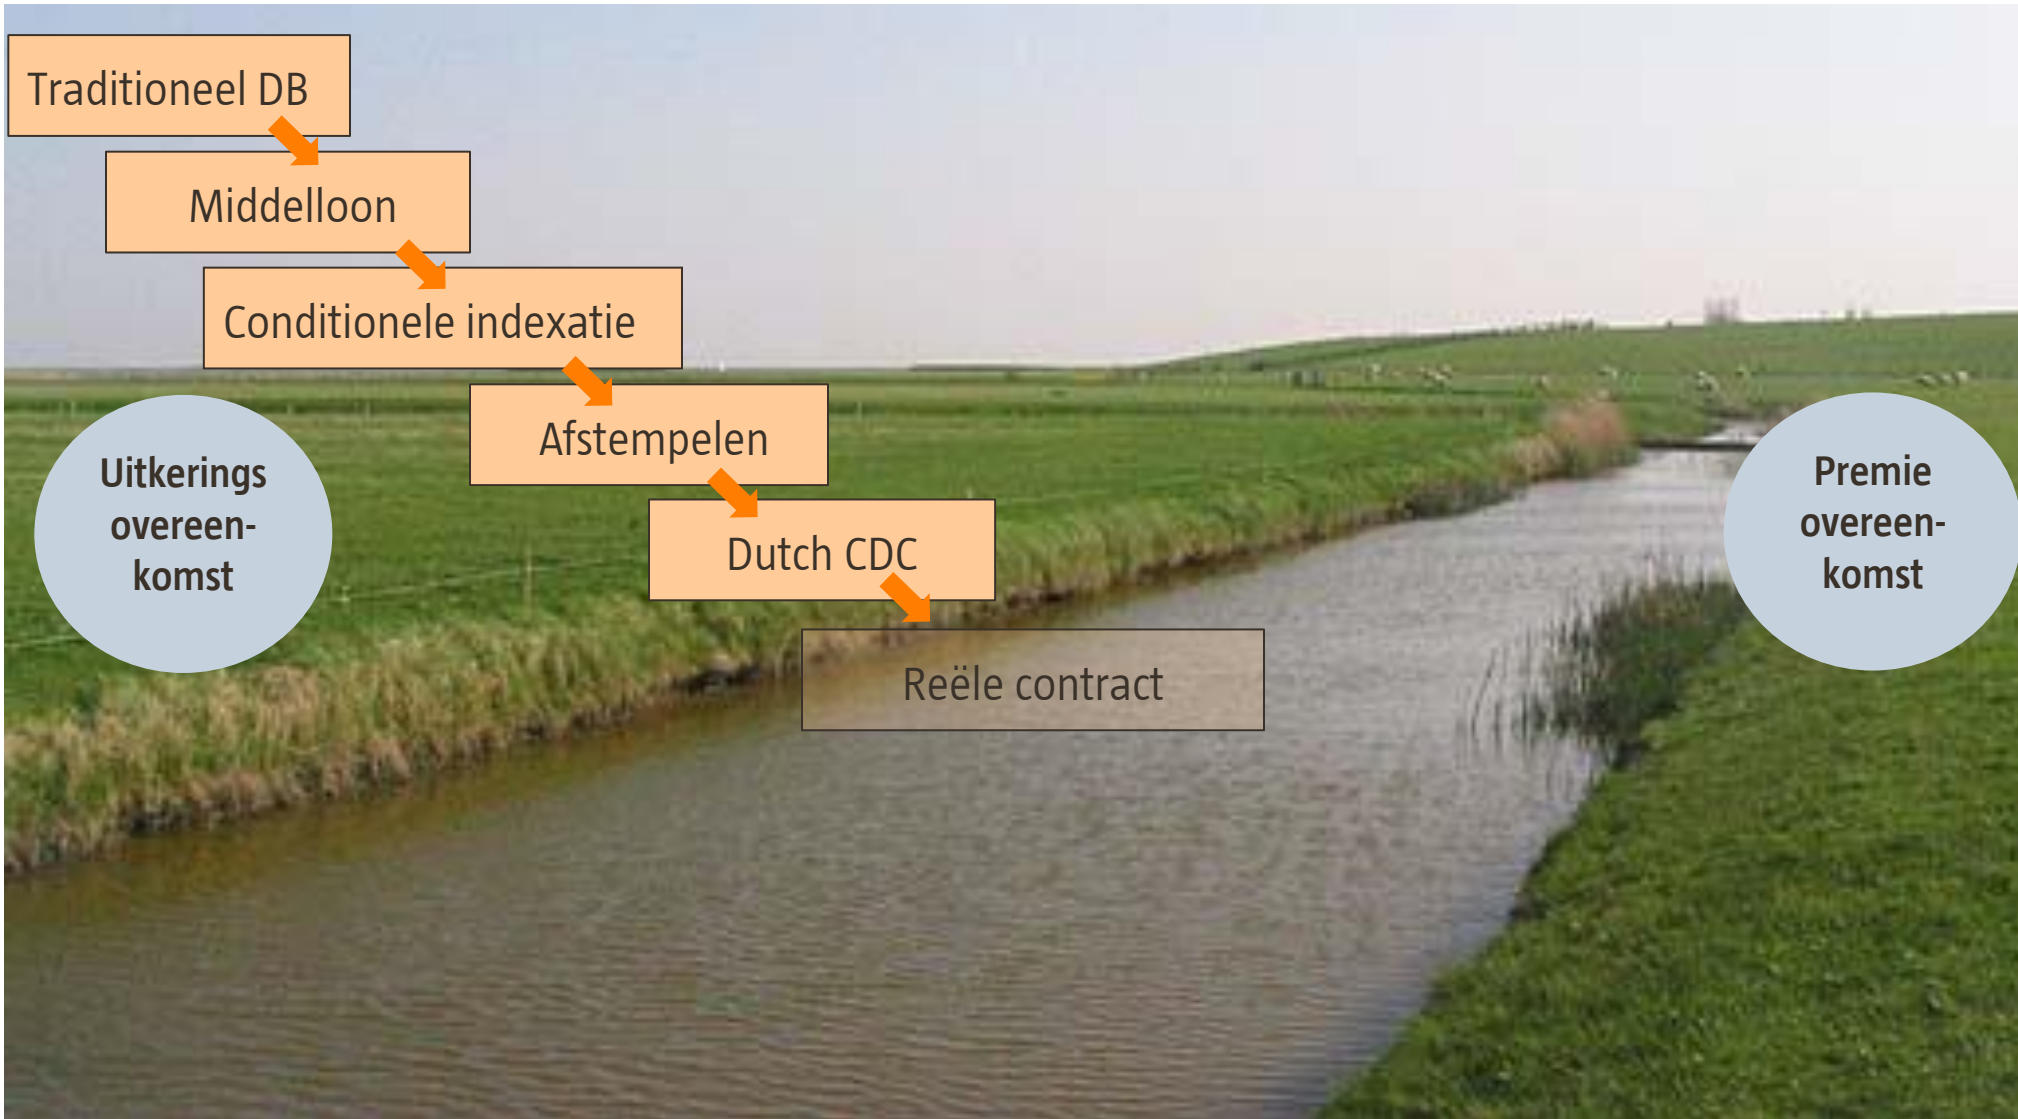 Traditioneel DB
Middelloon
Conditionele indexatie
Afstempelen
Dutch CDC
Reële contract
Uitkerings
overeen-
komst
Premie
overeen-
komst